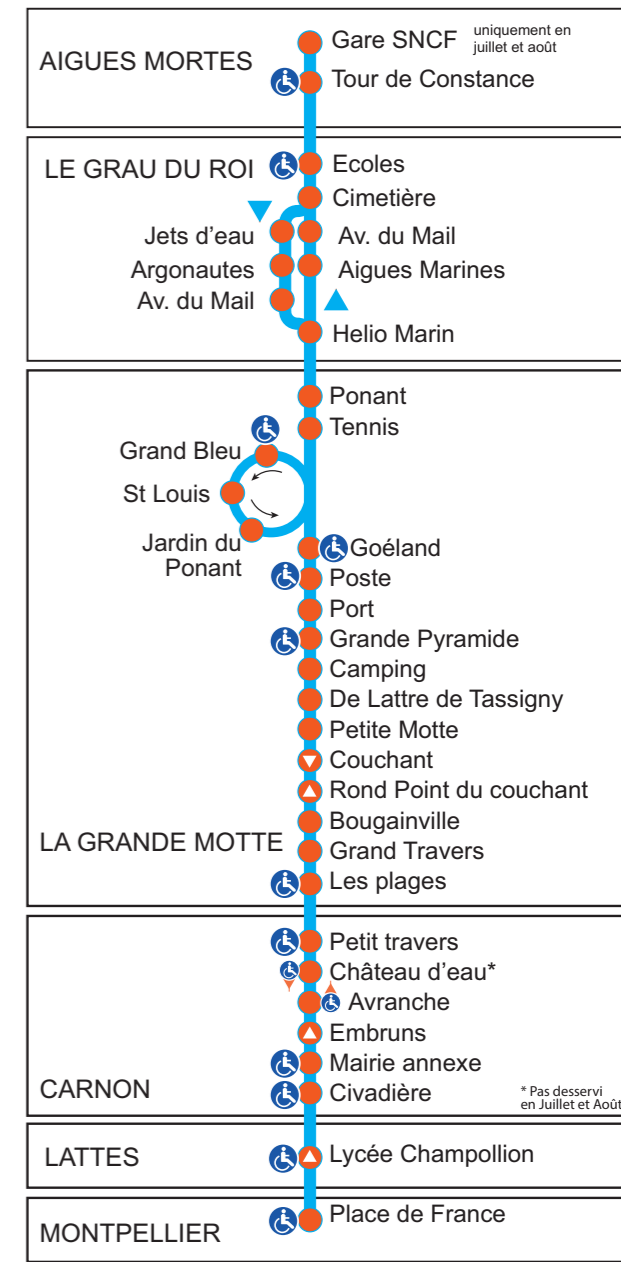 AIGUES MORTES
Gare SNCF
uniquement en
juillet et août
Tour de Constance
LE GRAU DU ROI
Ecoles
Cimetière
Jets d'eau
Av. du Mail
Argonautes
Aigues Marines
Av. du Mail
Helio Marin
Ponant
Tennis
Grand Bleu
St Louis
Jardin du
Ponant
Goéland
Poste
Port
Grande Pyramide
Camping
De Lattre de Tassigny
Petite Motte
Couchant
Rond Point du couchant
Bougainville
LA GRANDE MOTTE
Grand Travers
Les plages
Petit travers
Château d'eau*
Avranche
Embruns
Mairie annexe
CARNON
Civadière
* Pas desservi
en Juillet et Août
LATTES
Lycée Champollion
MONTPELLIER
Place de France